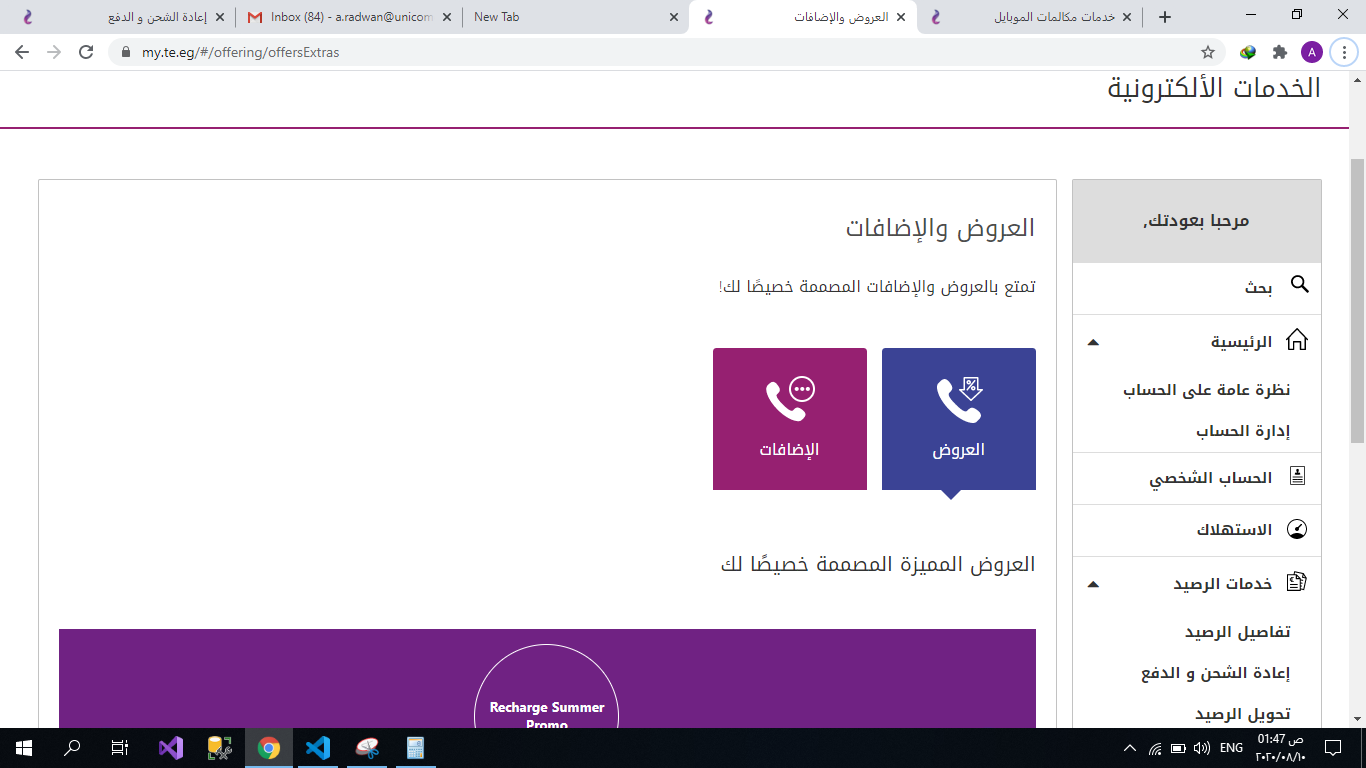 إعادة الشحن و الدفع
Inbox (84) - a.radwan@unicom
New Tab
العروض والإضافات
خدمات مكالمات الموبايل
my.te.eg/#/offering/offersExtras
A
الخدمات الألكترونية
مرحبا بعودتك,
بحث
الرئيسية
نظرة عامة على الحساب
إدارة الحساب
الحساب الشخصي
الاستهلاك
خدمات الرصيد
تفاصيل الرصيد
إعادة الشحن و الدفع
تحويل الرصيد
العروض والإضافات
تمتع بالعروض والإضافات المصممة خصيصًا لك!
العروض
الإضافات
العروض المميزة المصممة خصيصًا لك
Recharge Summer
Promo
ENG
01:47 ص
٢٠٢٠/٠٨/١٠